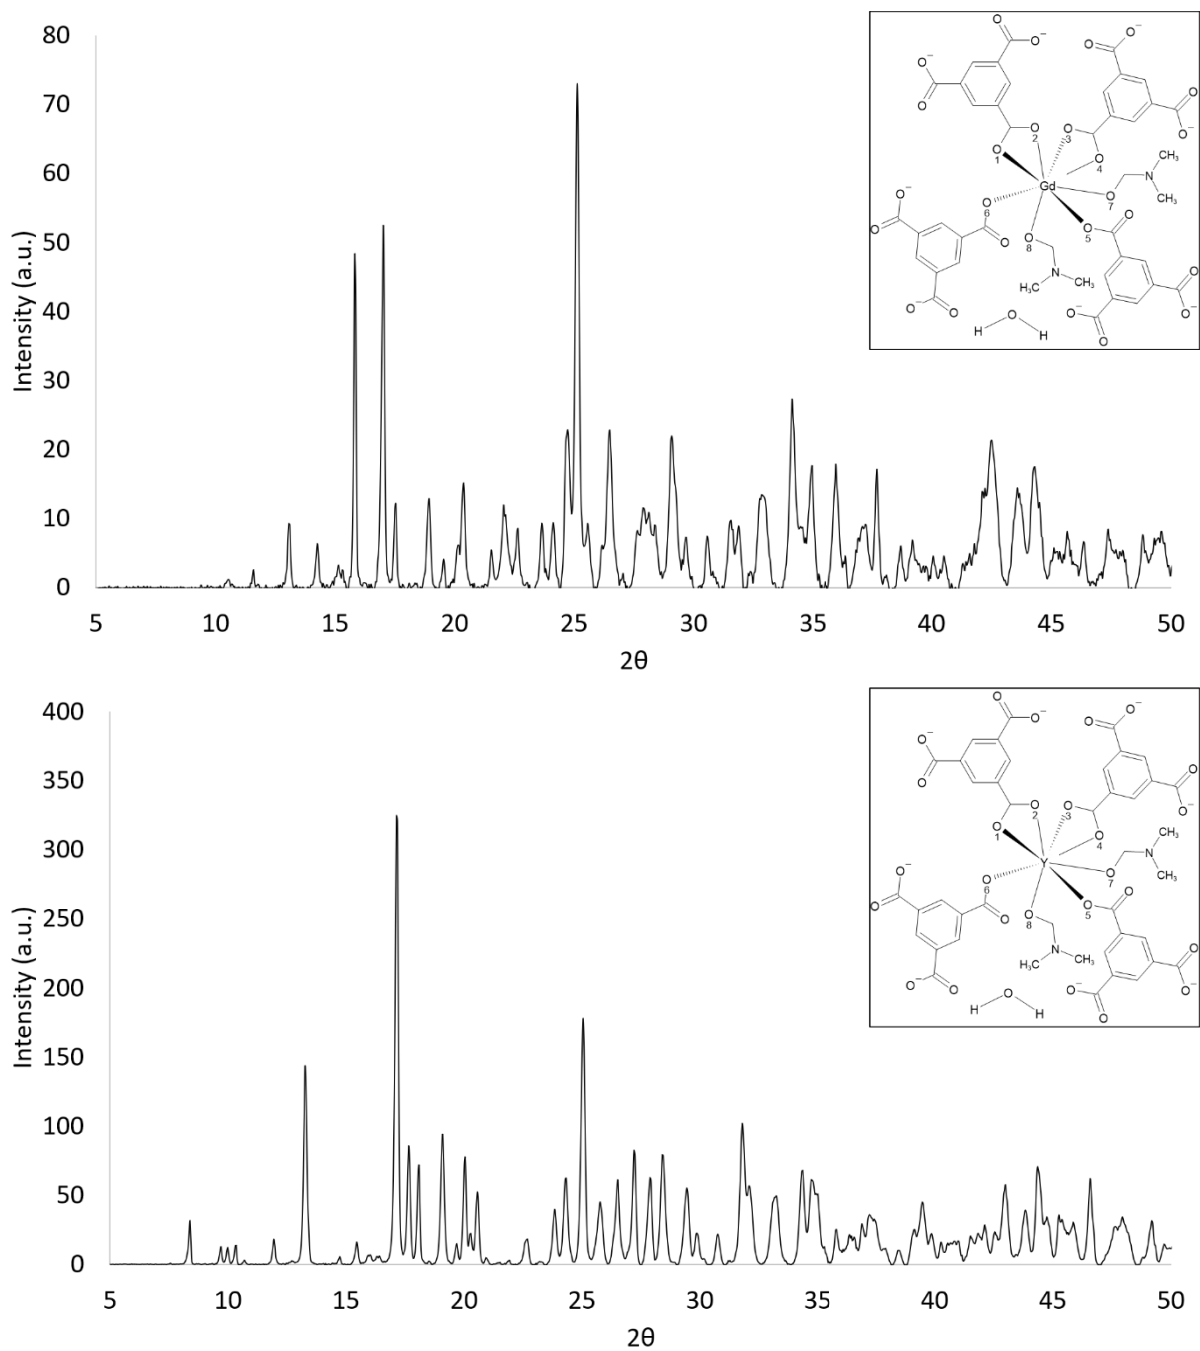 80
70
60
50
40
30
20
10
0
Intensity (a.u.)
5 10 15 20 25 30 35 40 45 50
2θ
O O⁻ O⁻
O⁻ O
O O
O 2 O 3 O⁻
O 1 O 4 CH₃
Gd N
O⁻ O 6 O 7 CH₃
O O O 8 O 5 O
N
H₃C CH₃
O⁻ O O⁻ O⁻
O O
H O H
400
350
300
250
200
150
100
50
0
Intensity (a.u.)
5 10 15 20 25 30 35 40 45 50
2θ
O O⁻ O⁻
O⁻ O
O O
O 2 O 3 O⁻
O 1 O 4 CH₃
Y N
O⁻ O 6 O 7 CH₃
O O O 8 O 5 O
N
H₃C CH₃
O⁻ O O⁻ O⁻
O O
H O H